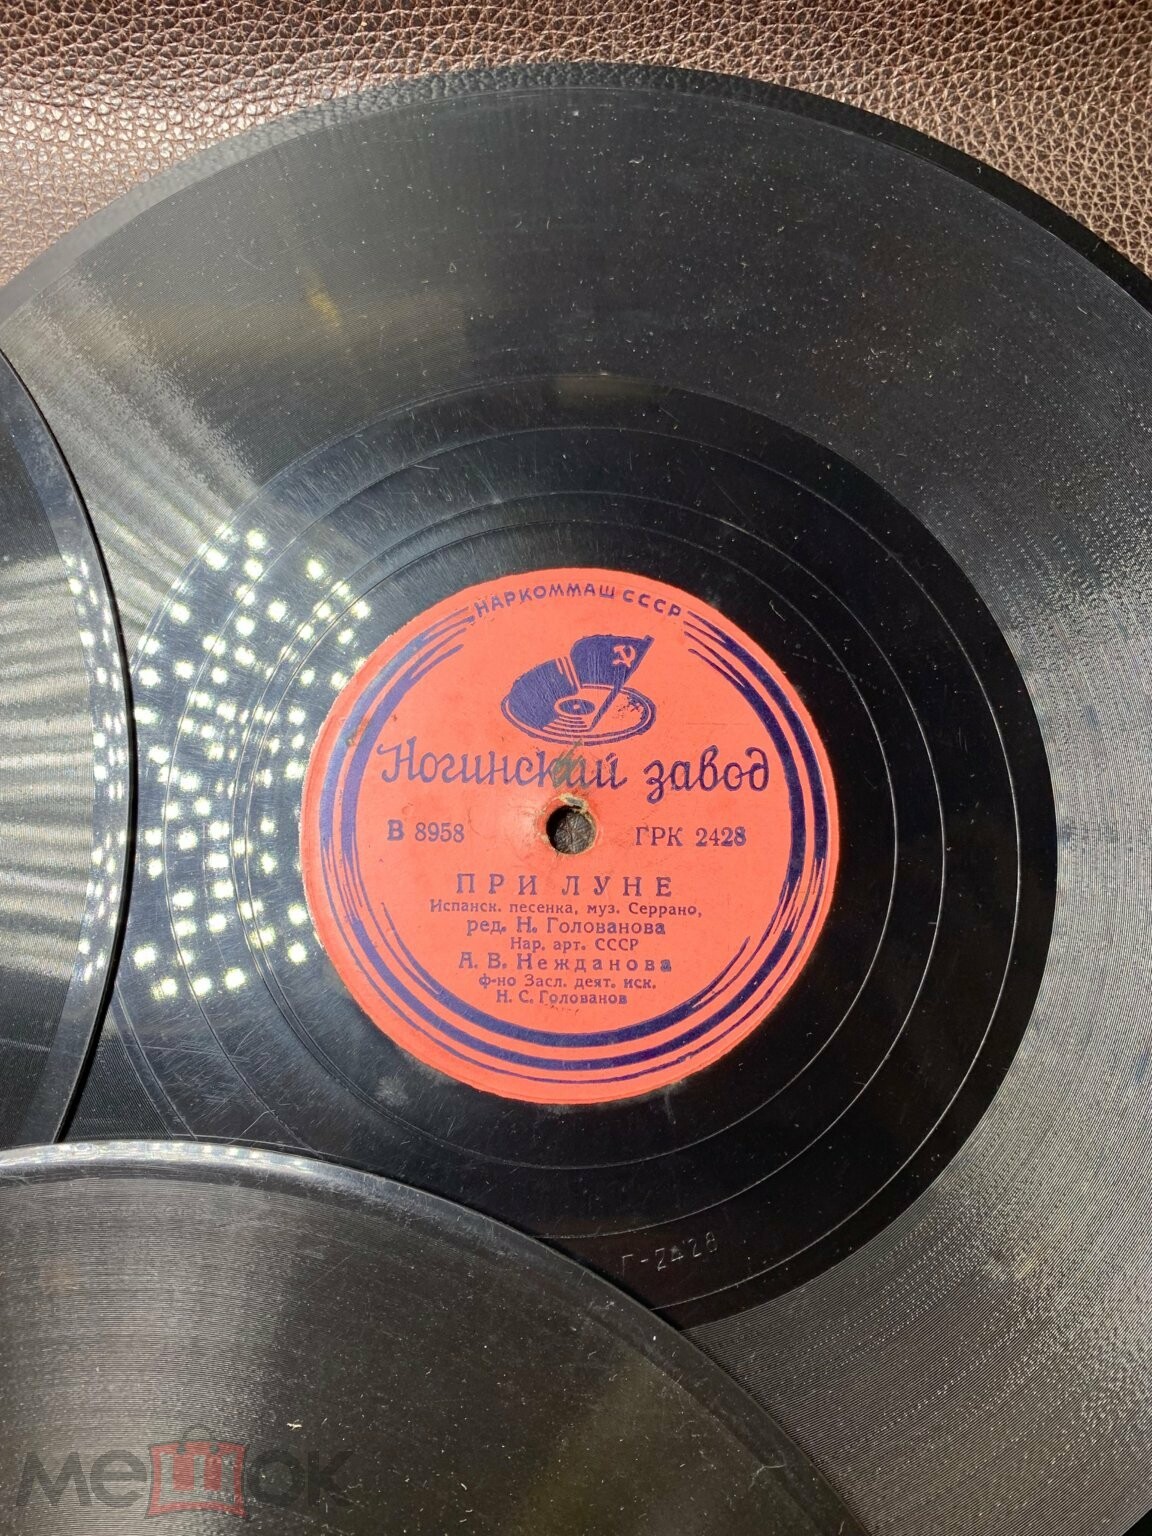 НАРКОММАШ СССР
Ногинский завод
В 8958 ГРК 2428
ПРИ ЛУНЕ
Испанск. песенка, муз. Серрано,
ред. Н. Голованова
Нар. арт. СССР
А. В. Нежданова
ф-но Засл. деят. иск.
Н. С. Голованов
Г-2428
мешок